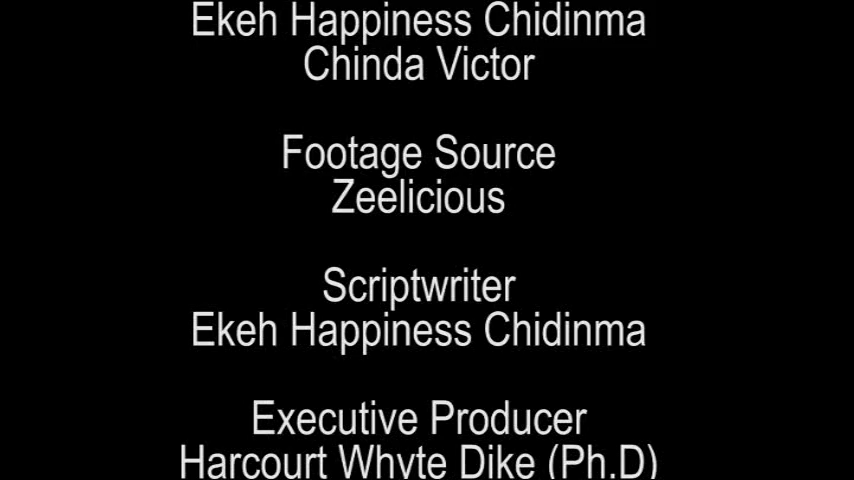 Ekeh Happiness Chidinma
Chinda Victor
Footage Source
Zeelicious
Scriptwriter
Ekeh Happiness Chidinma
Executive Producer
Harcourt Whyte Dike (Ph.D)